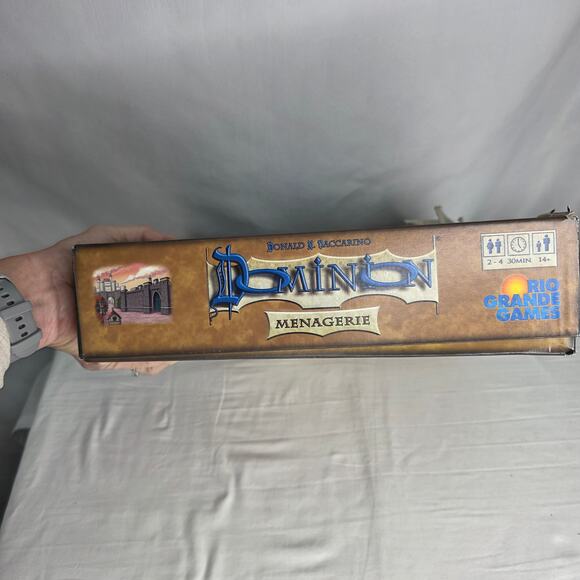 DONALD X. VACCARINO
DOMINION
MENAGERIE
2 - 4 30MIN 14+
RIO
GRANDE
GAMES